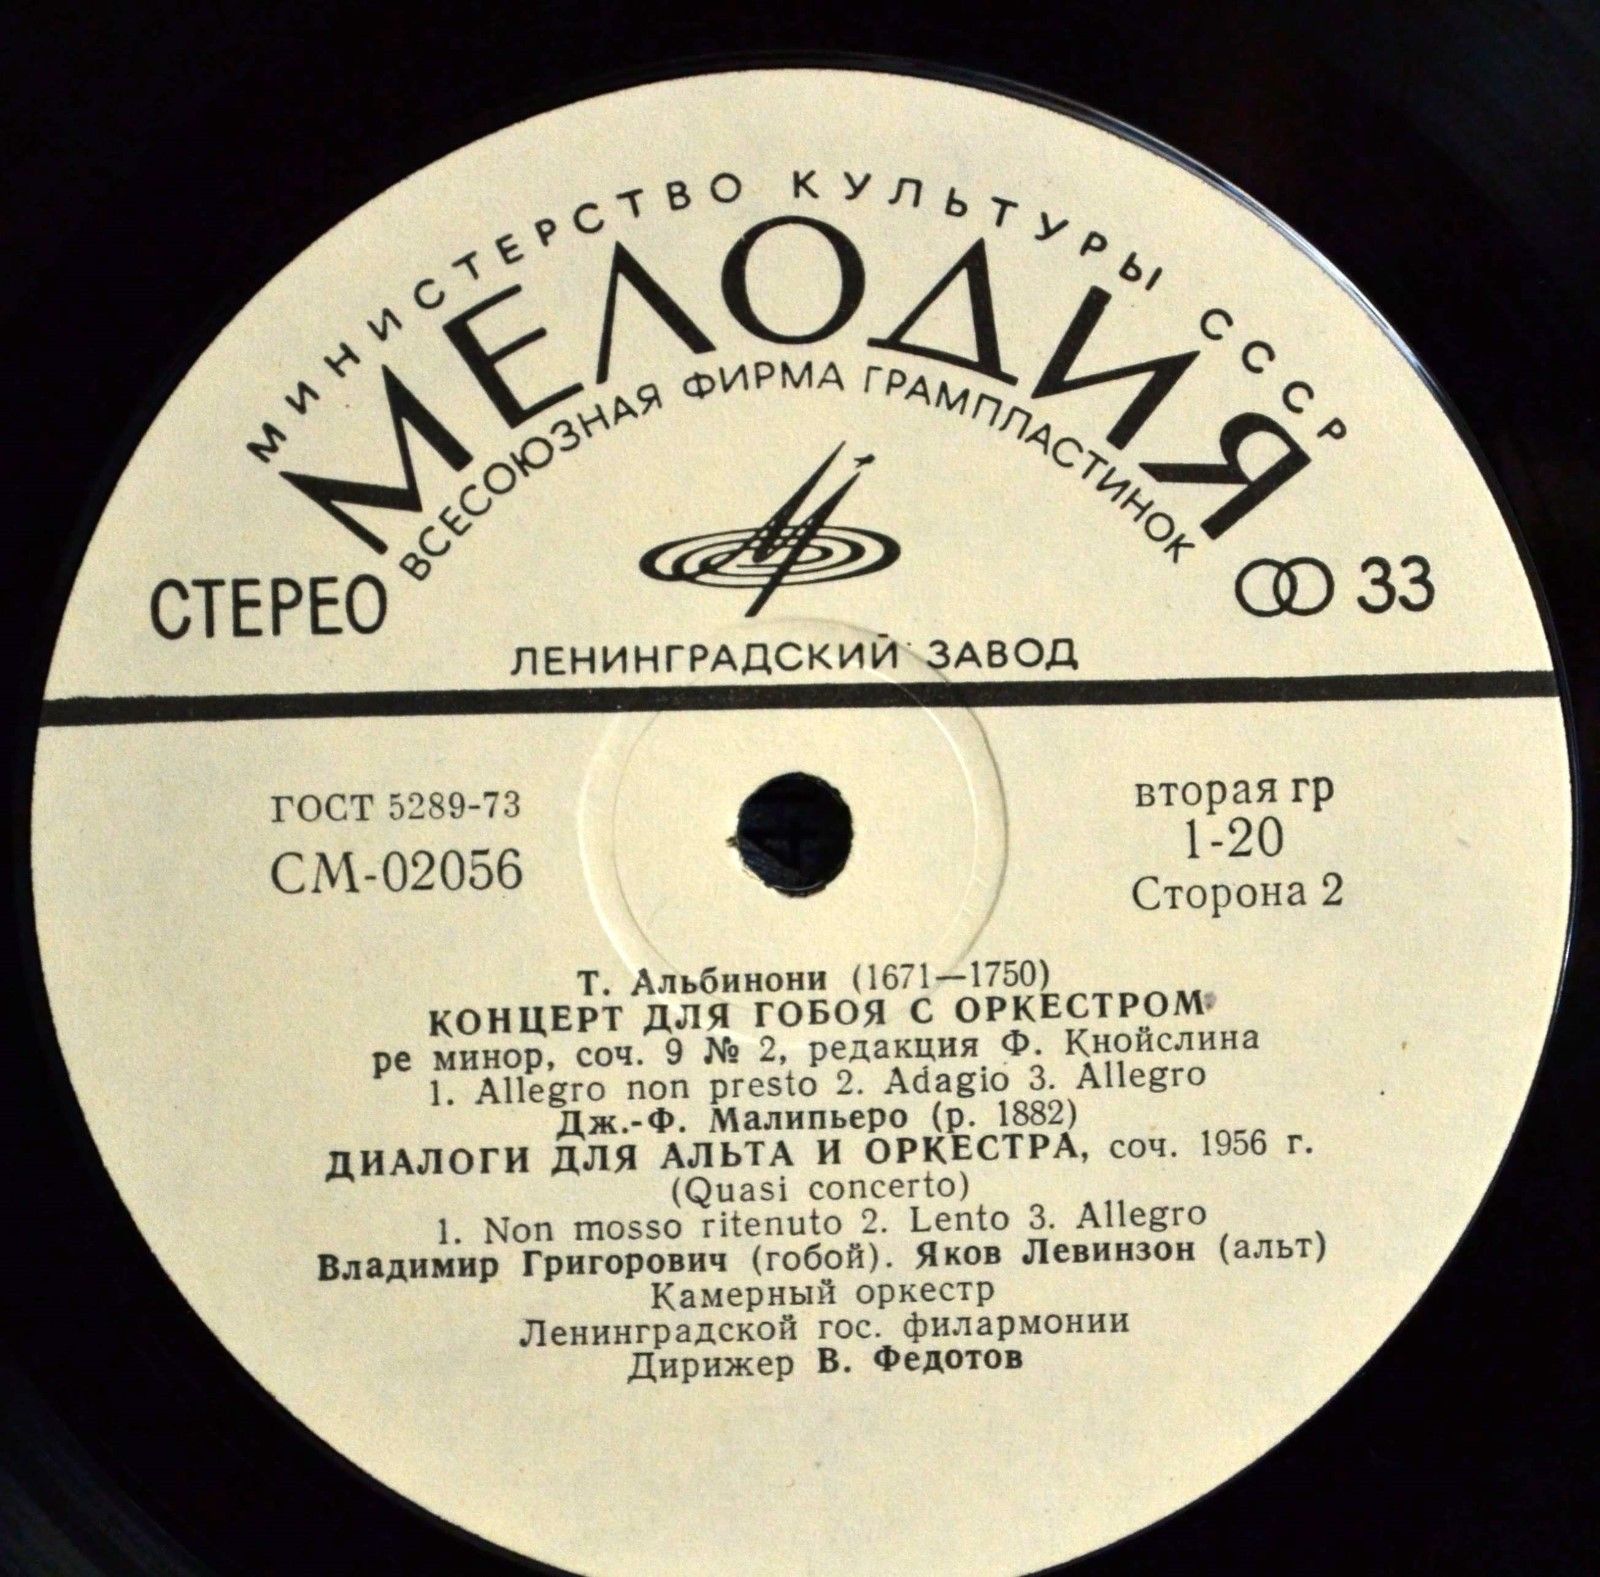 МИНИСТЕРСТВО КУЛЬТУРЫ СССР
МЕЛОДИЯ
ВСЕСОЮЗНАЯ ФИРМА ГРАМПЛАСТИНОК
СТЕРЕО
33
ЛЕНИНГРАДСКИЙ ЗАВОД
ГОСТ 5289-73
СМ-02056
вторая гр
1-20
Сторона 2
Т. Альбинони (1671—1750)
КОНЦЕРТ ДЛЯ ГОБОЯ С ОРКЕСТРОМ
ре минор, соч. 9 № 2, редакция Ф. Кнойслина
1. Allegro non presto 2. Adagio 3. Allegro
Дж.-Ф. Малипьеро (р. 1882)
ДИАЛОГИ ДЛЯ АЛЬТА И ОРКЕСТРА, соч. 1956 г.
(Quasi concerto)
1. Non mosso ritenuto 2. Lento 3. Allegro
Владимир Григорович (гобой). Яков Левинзон (альт)
Камерный оркестр
Ленинградской гос. филармонии
Дирижер В. Федотов